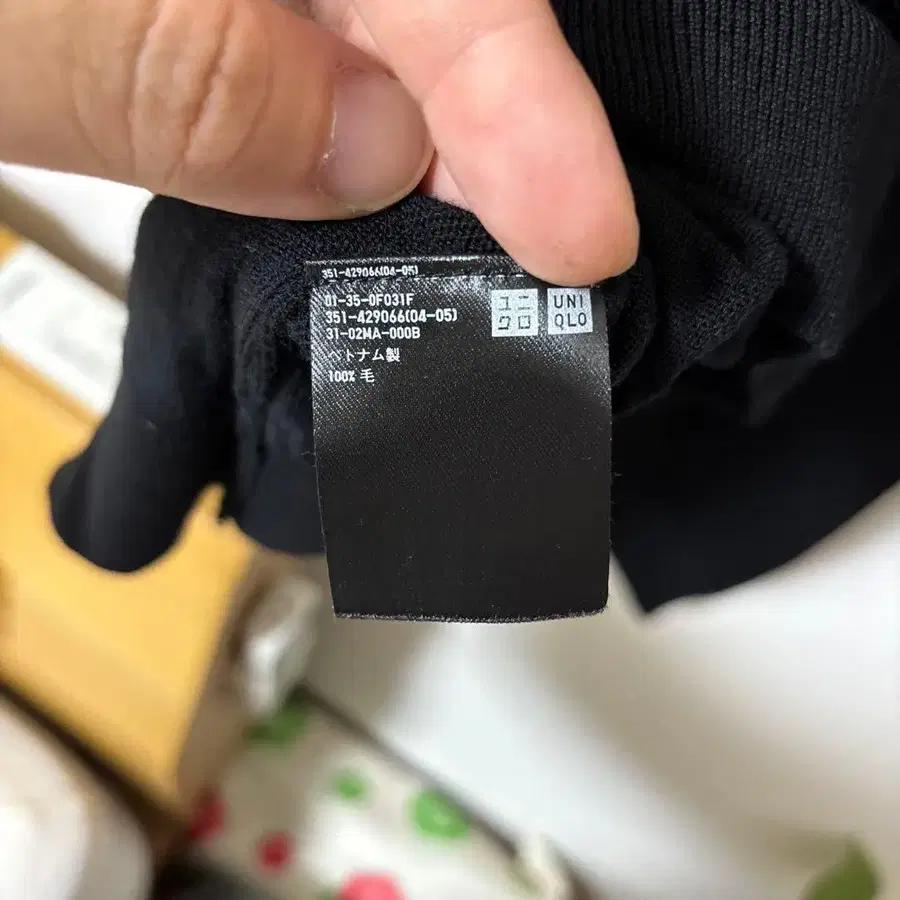 351-429066(04-05)
01-35-0F031F
351-429066(04-05)
31-02MA-000B
ベトナム製
100% 毛
ユニ
クロ
UNI
QLO